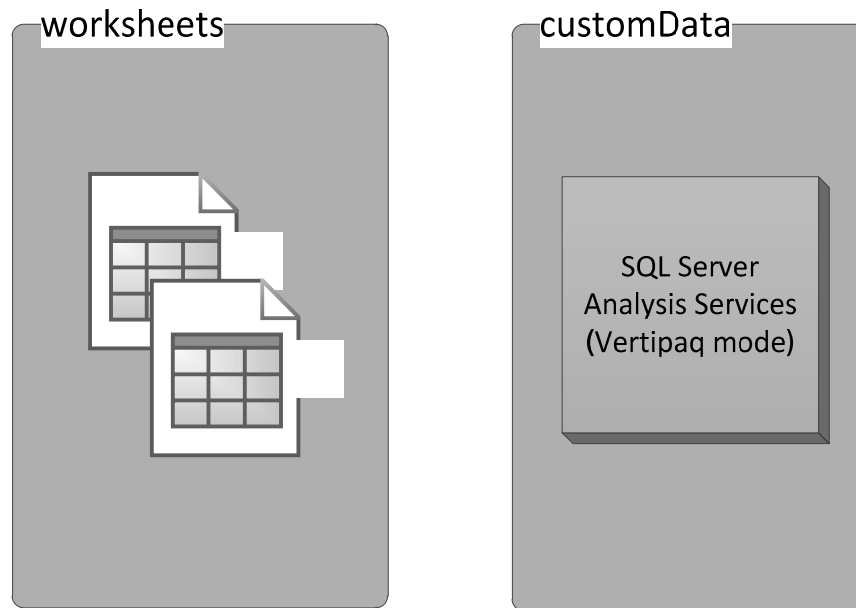 worksheets
customData
SQL Server
Analysis Services
(Vertipaq mode)